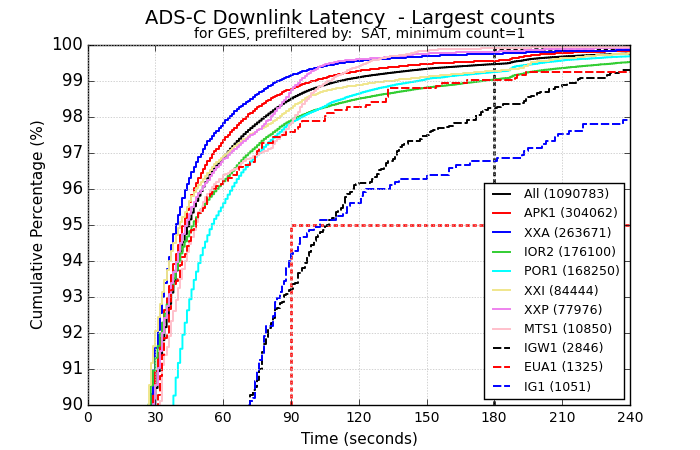 ADS-C Downlink Latency - Largest counts
for GES, prefiltered by: SAT, minimum count=1
Cumulative Percentage (%)
100
99
98
97
96
95
94
93
92
91
90
All (1090783)
APK1 (304062)
XXA (263671)
IOR2 (176100)
POR1 (168250)
XXI (84444)
XXP (77976)
MTS1 (10850)
IGW1 (2846)
EUA1 (1325)
IG1 (1051)
0 30 60 90 120 150 180 210 240
Time (seconds)